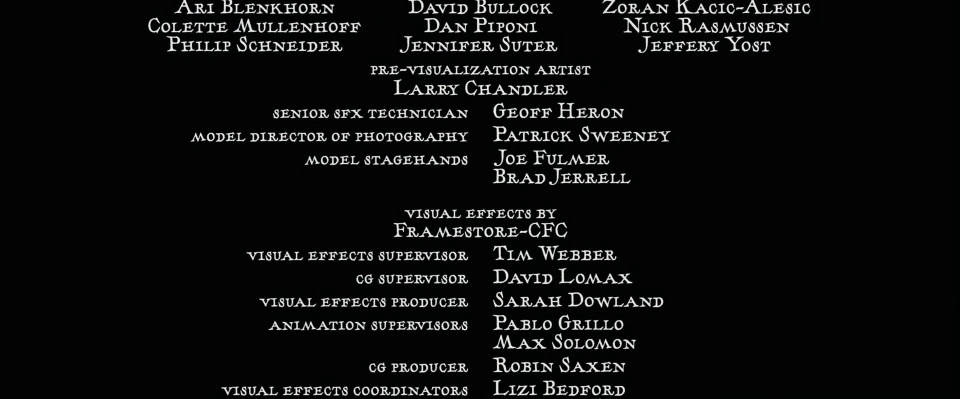 Ari Blenkhorn David Bullock Zoran Kacic-Alesic
Colette Mullenhoff Dan Piponi Nick Rasmussen
Philip Schneider Jennifer Suter Jeffery Yost
pre-visualization artist
Larry Chandler
senior sfx technician Geoff Heron
model director of photography Patrick Sweeney
model stagehands Joe Fulmer
Brad Jerrell
visual effects by
Framestore-CFC
visual effects supervisor Tim Webber
cg supervisor David Lomax
visual effects producer Sarah Dowland
animation supervisors Pablo Grillo
Max Solomon
cg producer Robin Saxen
visual effects coordinators Lizi Bedford